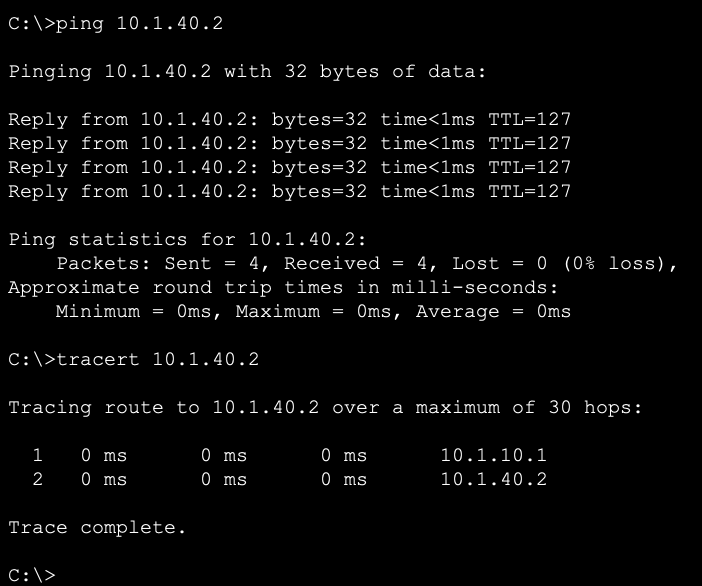 C:\>ping 10.1.40.2
Pinging 10.1.40.2 with 32 bytes of data:
Reply from 10.1.40.2: bytes=32 time<1ms TTL=127
Reply from 10.1.40.2: bytes=32 time<1ms TTL=127
Reply from 10.1.40.2: bytes=32 time<1ms TTL=127
Reply from 10.1.40.2: bytes=32 time<1ms TTL=127
Ping statistics for 10.1.40.2:
    Packets: Sent = 4, Received = 4, Lost = 0 (0% loss),
Approximate round trip times in milli-seconds:
    Minimum = 0ms, Maximum = 0ms, Average = 0ms
C:\>tracert 10.1.40.2
Tracing route to 10.1.40.2 over a maximum of 30 hops:
  1   0 ms      0 ms      0 ms      10.1.10.1
  2   0 ms      0 ms      0 ms      10.1.40.2
Trace complete.
C:\>